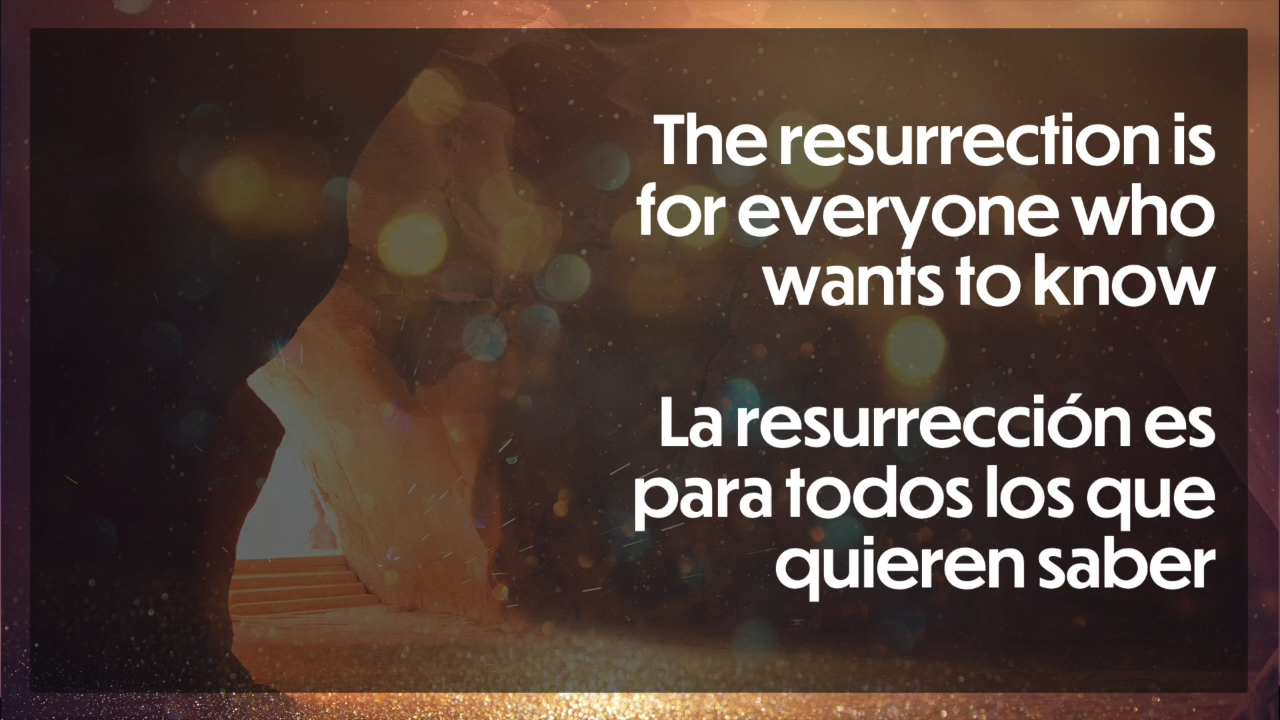 The resurrection is
for everyone who
wants to know
La resurrección es
para todos los que
quieren saber